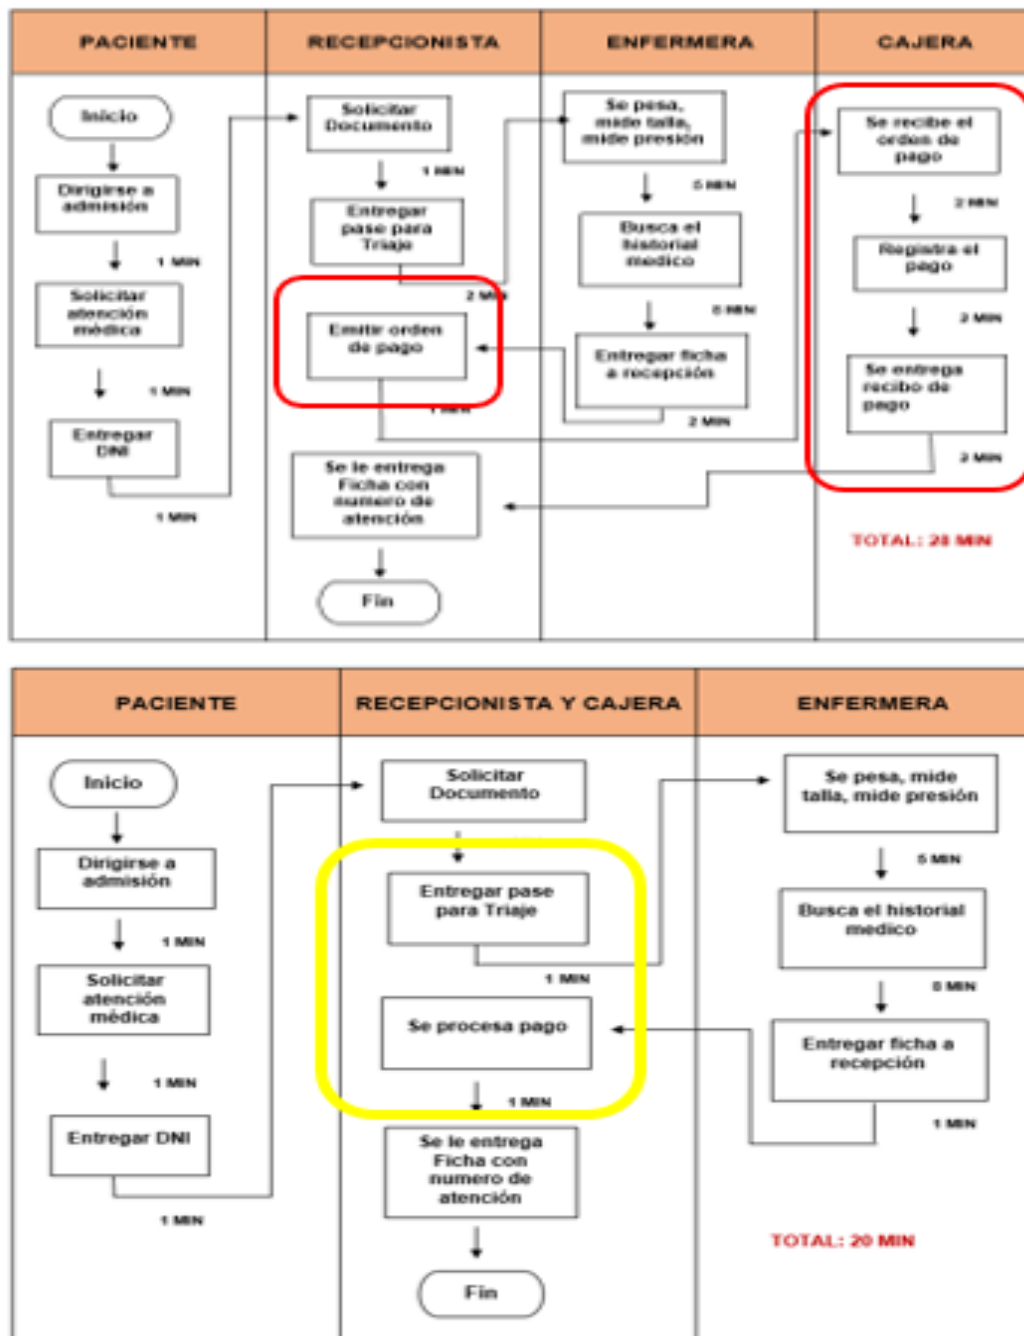 PACIENTE
RECEPCIONISTA
ENFERMERA
CAJERA
Inicio
Dirigirse a
admisión
1 MIN
Solicitar
atención
médica
1 MIN
Entregar
DNI
1 MIN
Solicitar
Documento
1 MIN
Entregar
pase para
Triaje
2 MIN
Emitir orden
de pago
1 MIN
Se le entrega
Ficha con
numero de
atención
Fin
Se pesa,
mide talla,
mide presión
5 MIN
Busca el
historial
medico
MIN
Entregar ficha
a recepción
2 MIN
Se recibe el
orden de
pago
2 MIN
Registra el
pago
MIN
Se entrega
recibo de
pago
MIN
TOTAL: 28 MIN
PACIENTE
RECEPCIONISTA Y CAJERA
ENFERMERA
Inicio
Dirigirse a
admisión
1 MIN
Solicitar
atención
médica
1 MIN
Entregar DNI
1 MIN
Solicitar
Documento
Entregar pase
para Triaje
1 MIN
Se procesa pago
1 MIN
Se le entrega
Ficha con
numero de
atención
Fin
Se pesa, mide
talla, mide presión
5 MIN
Busca el historial
medico
MIN
Entregar ficha a
recepción
1 MIN
TOTAL: 20 MIN